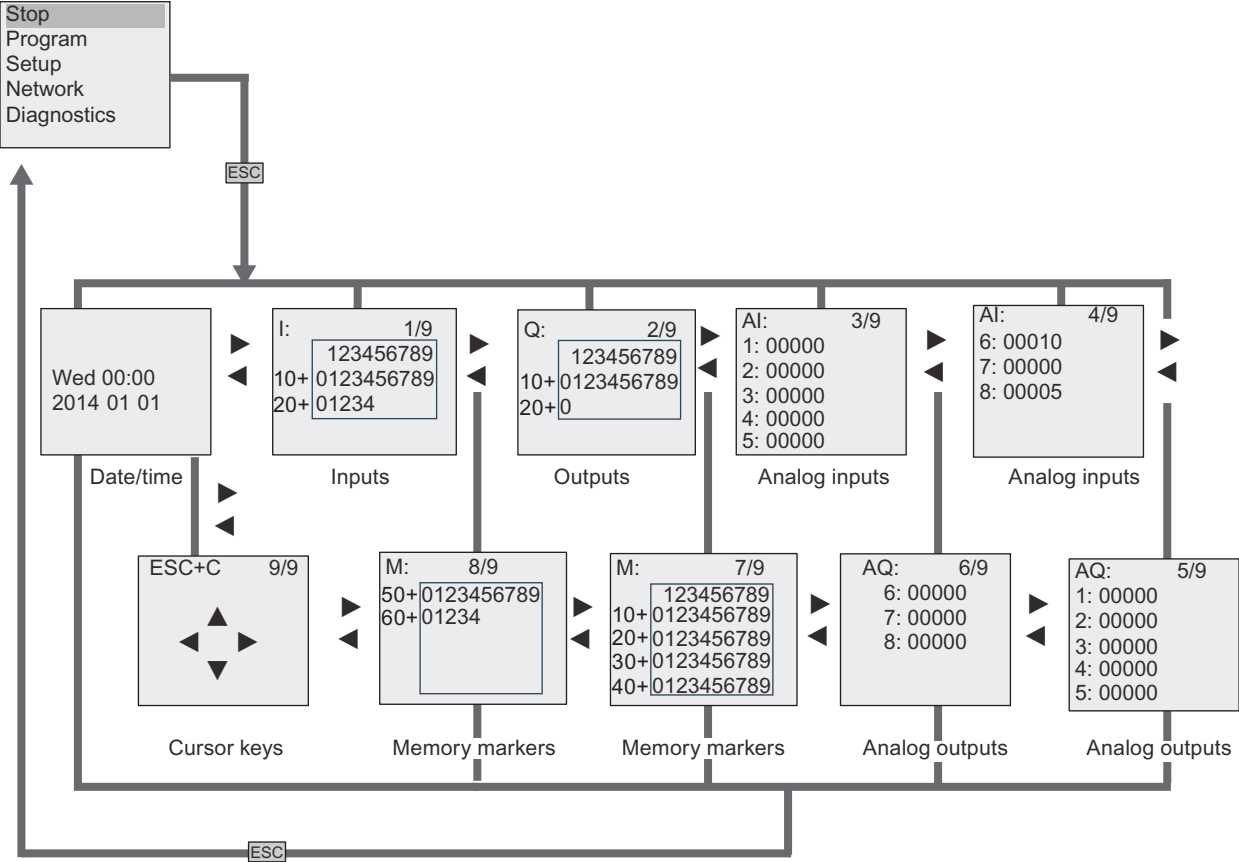 Stop
Program
Setup
Network
Diagnostics
ESC
Wed 00:00
2014 01 01
Date/time
I: 1/9
123456789
10+ 0123456789
20+ 01234
Inputs
Q: 2/9
123456789
10+ 0123456789
20+ 0
Outputs
AI: 3/9
1: 00000
2: 00000
3: 00000
4: 00000
5: 00000
Analog inputs
AI: 4/9
6: 00010
7: 00000
8: 00005
Analog inputs
ESC+C 9/9
Cursor keys
M: 8/9
50+ 0123456789
60+ 01234
Memory markers
M: 7/9
123456789
10+ 0123456789
20+ 0123456789
30+ 0123456789
40+ 0123456789
Memory markers
AQ: 6/9
6: 00000
7: 00000
8: 00000
Analog outputs
AQ: 5/9
1: 00000
2: 00000
3: 00000
4: 00000
5: 00000
Analog outputs
ESC